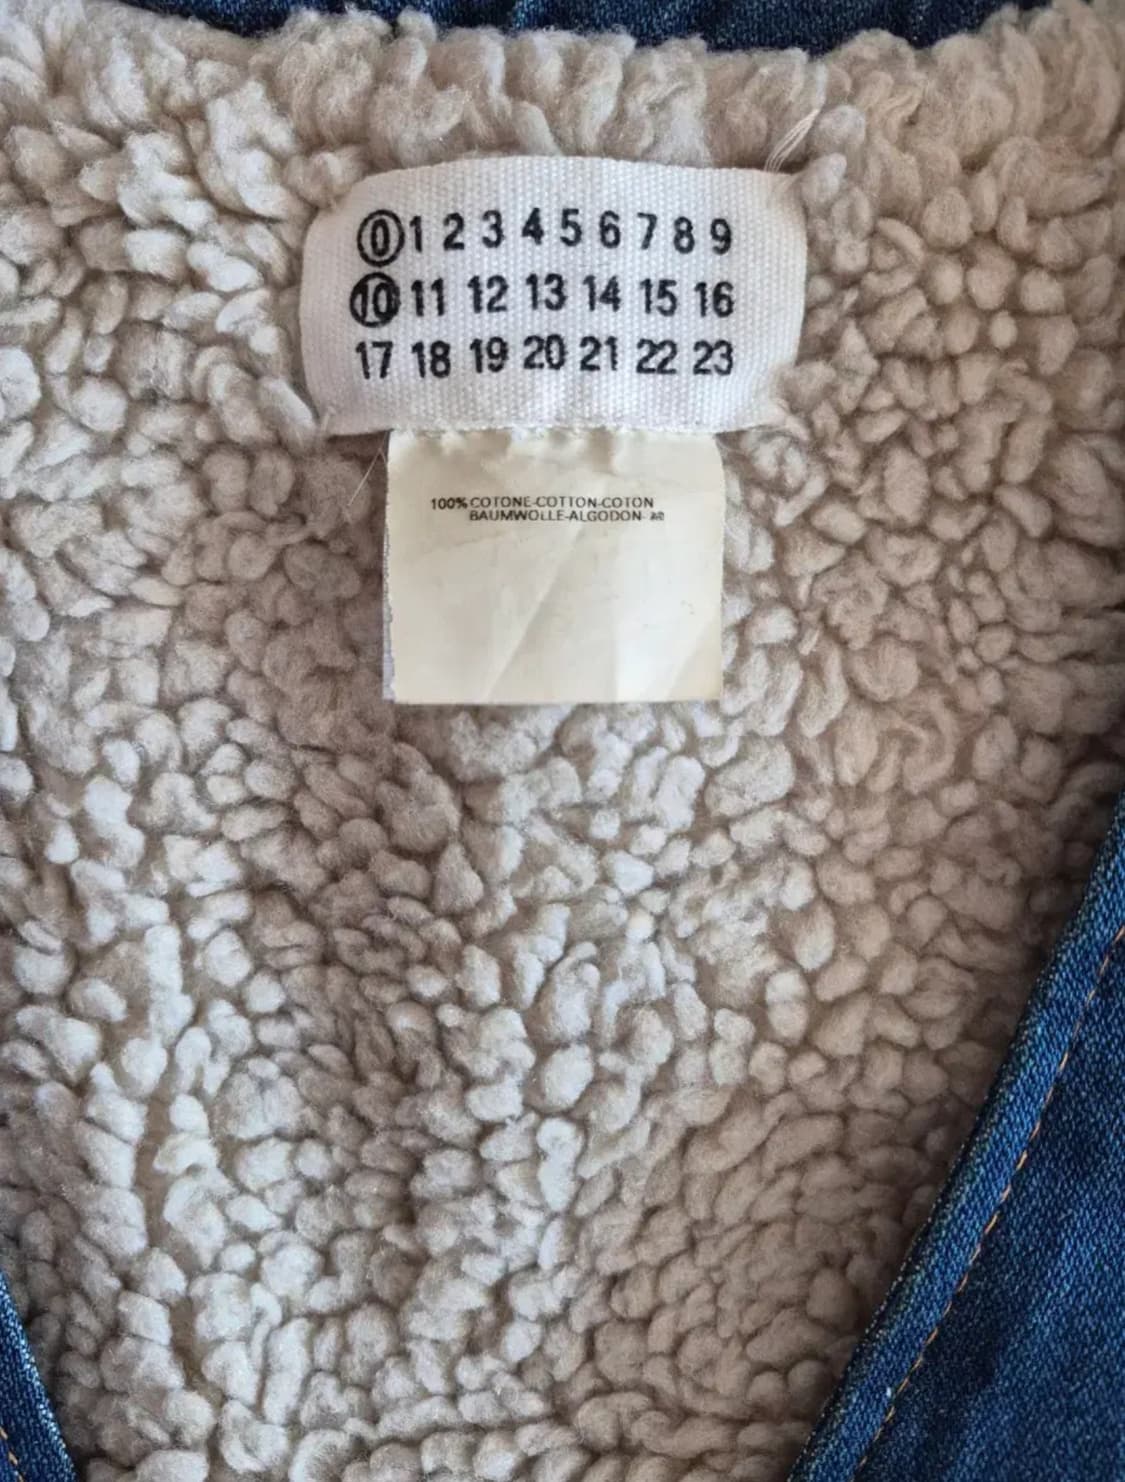 0 1 2 3 4 5 6 7 8 9
10 11 12 13 14 15 16
17 18 19 20 21 22 23
100% COTONE-COTTON-COTON
BAUMWOLLE-ALGODON-